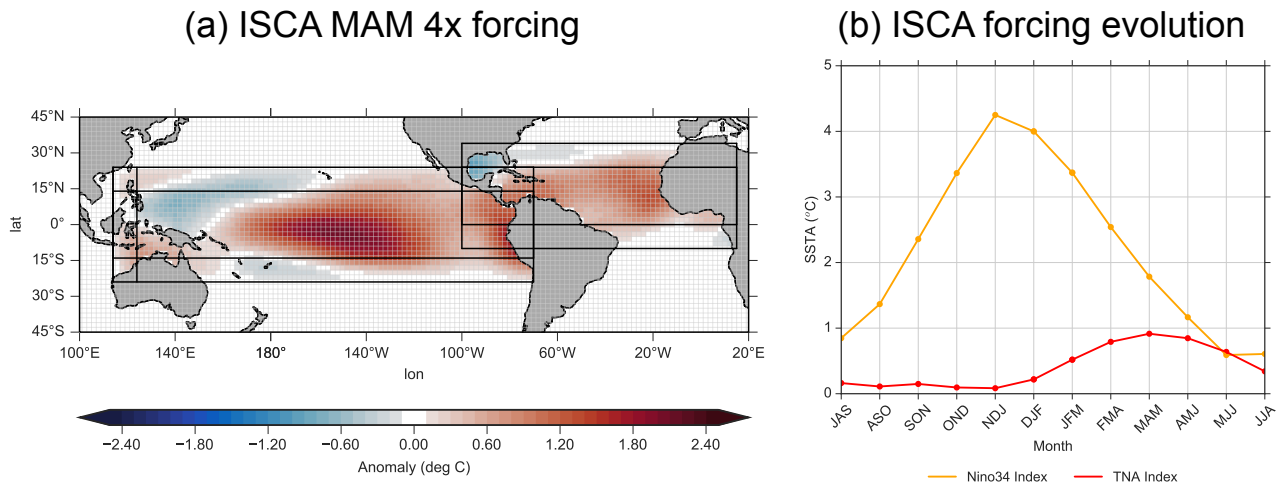 (a) ISCA MAM 4x forcing
45°N
30°N
15°N
0°
15°S
30°S
45°S
lat
100°E 140°E 180° 140°W 100°W 60°W 20°W 20°E
lon
−2.40 −1.80 −1.20 −0.60 0.00 0.60 1.20 1.80 2.40
Anomaly (deg C)
(b) ISCA forcing evolution
5
4
3
2
1
0
SSTA (°C)
JAS ASO SON OND NDJ DJF JFM FMA MAM AMJ MJJ JJA
Month
Nino34 Index TNA Index